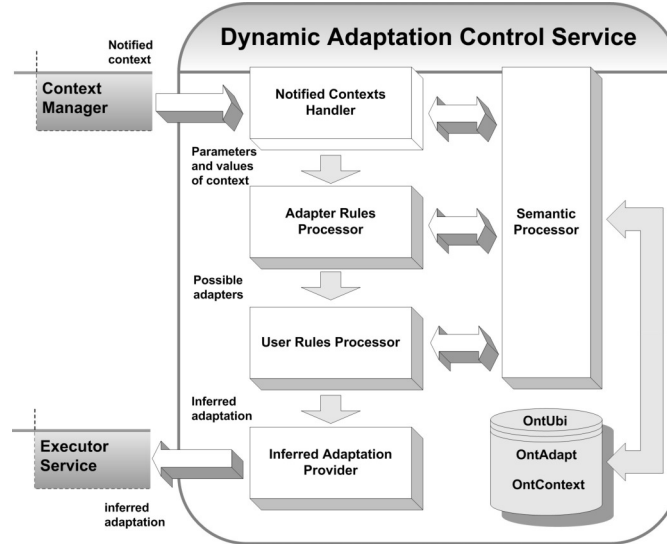 Notified
context
Dynamic Adaptation Control Service
Context
Manager
Notified Contexts
Handler
Parameters
and values
of context
Adapter Rules
Processor
Semantic
Processor
Possible
adapters
User Rules Processor
Inferred
adaptation
Executor
Service
Inferred Adaptation
Provider
OntUbi
OntAdapt
OntContext
inferred
adaptation